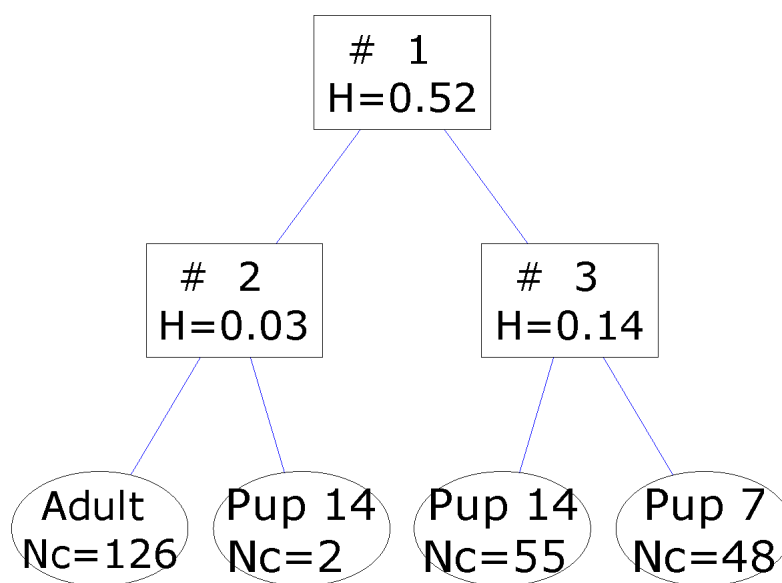 # 1
H=0.52
# 2
H=0.03
# 3
H=0.14
Adult
Nc=126
Pup 14
Nc=2
Pup 14
Nc=55
Pup 7
Nc=48